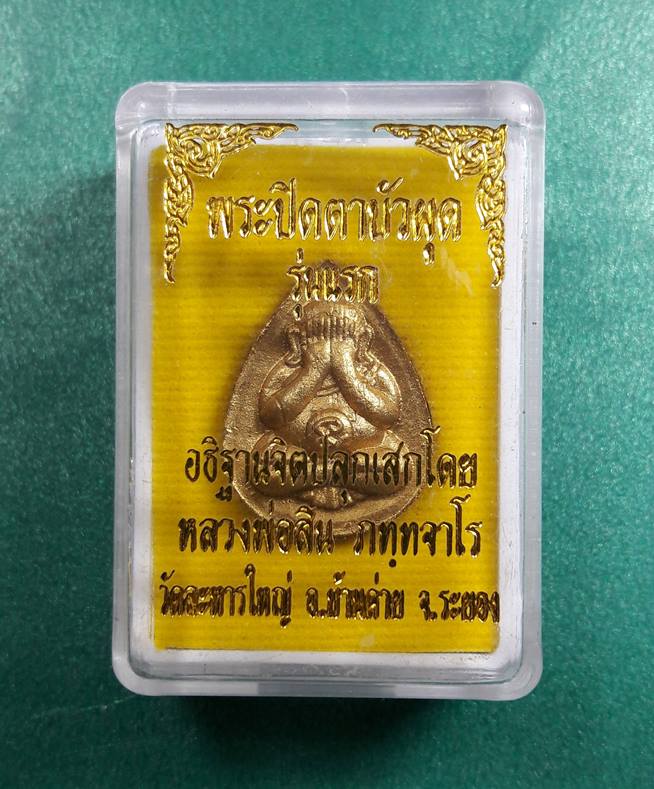 พระปิดตาบัวผุด
รุ่นแรก
อธิฐานจิตปลุกเสกโดย
หลวงพ่อสิน ภทฺทจาโร
วัดละหารใหญ่ อ.บ้านค่าย จ.ระยอง